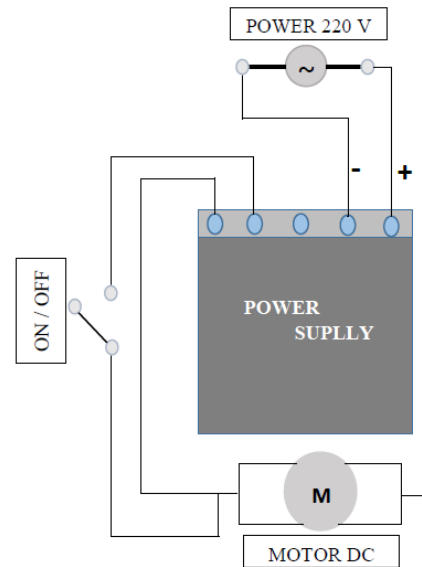 POWER 220 V
~
- +
ON / OFF
POWER
SUPLLY
M
MOTOR DC